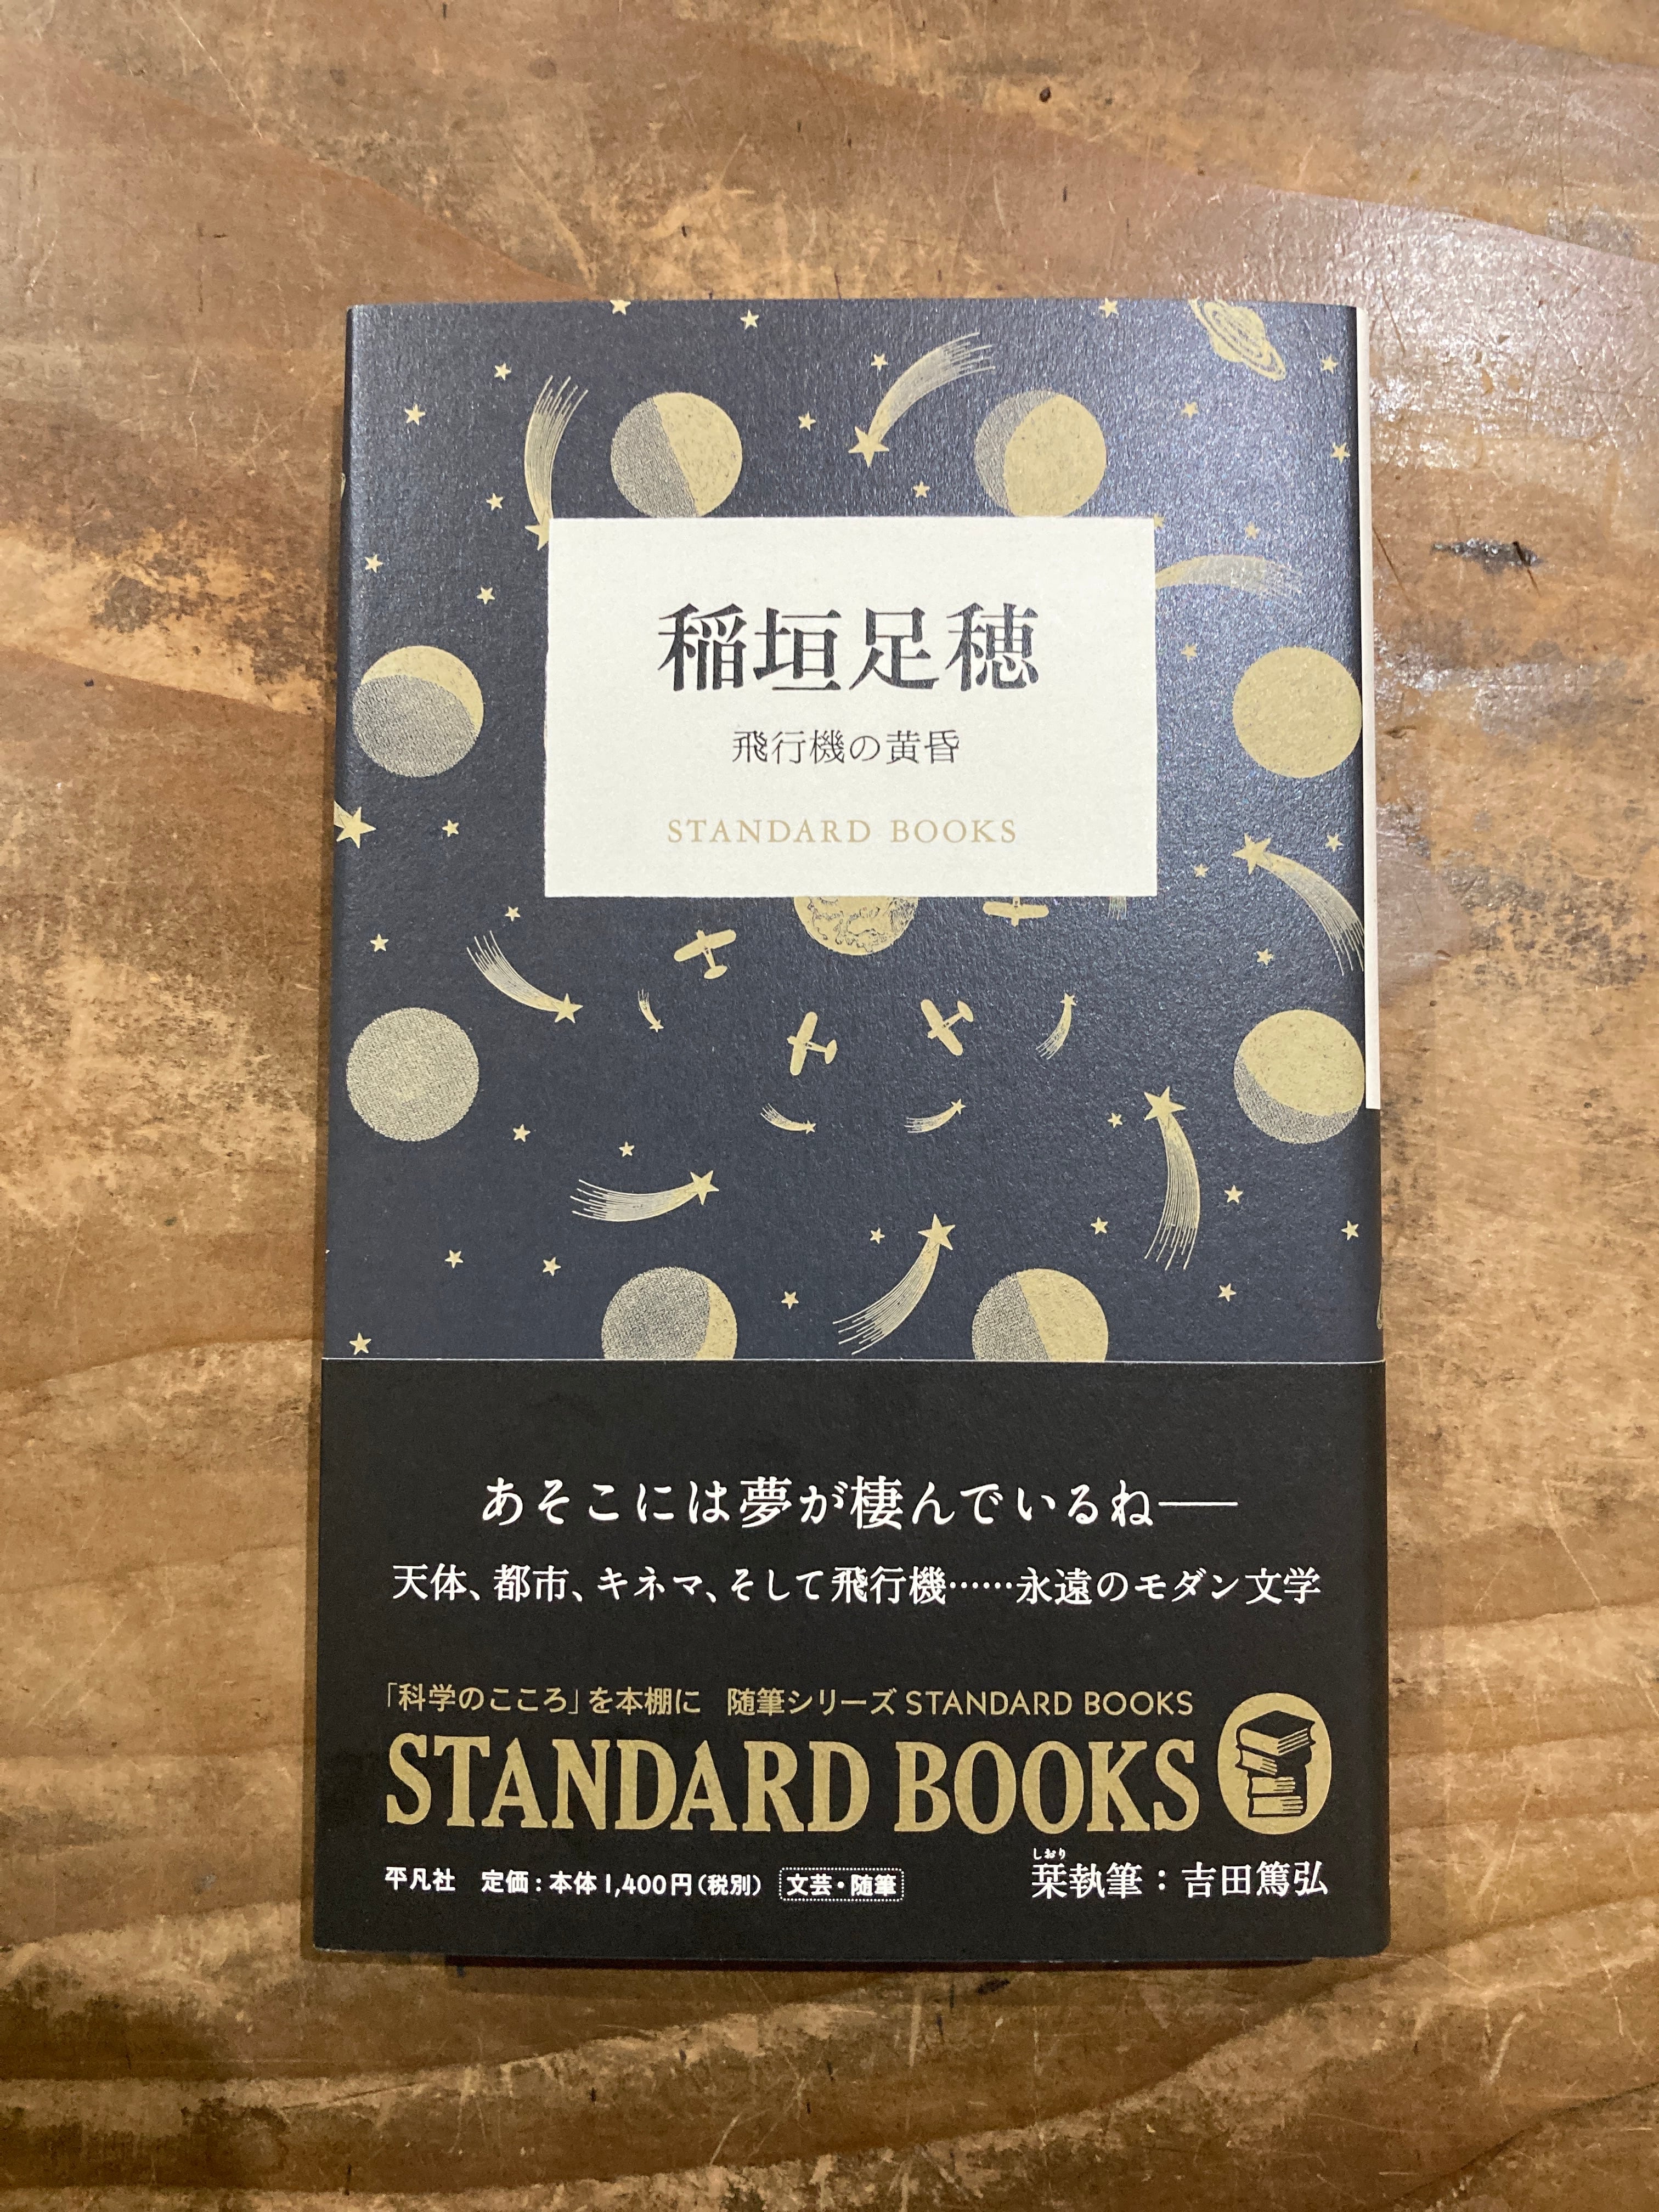 稲垣足穂
飛行機の黄昏
STANDARD BOOKS
あそこには夢が棲んでいるね──
天体、都市、キネマ、そして飛行機……永遠のモダン文学
「科学のこころ」を本棚に　随筆シリーズ STANDARD BOOKS
STANDARD BOOKS
平凡社　定価：本体1,400円（税別）　文芸・随筆
しおり
栞執筆：吉田篤弘